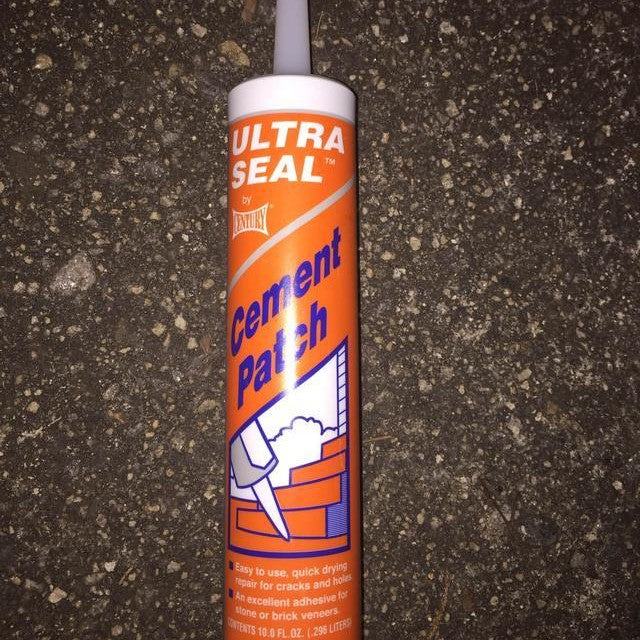 ULTRA
SEAL™
by
CENTURY®
Cement
Patch
■ Easy to use, quick drying
repair for cracks and holes.
■ An excellent adhesive for
stone or brick veneers.
CONTENTS 10.0 FL. OZ. (.296 LITERS)